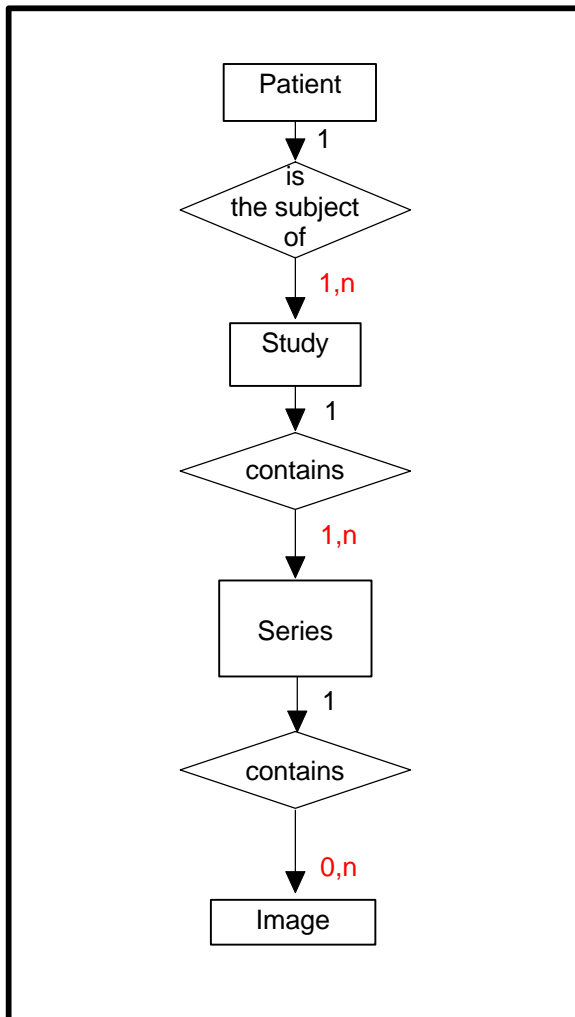 Patient
1
is
the subject
of
1,n
Study
1
contains
1,n
Series
1
contains
0,n
Image